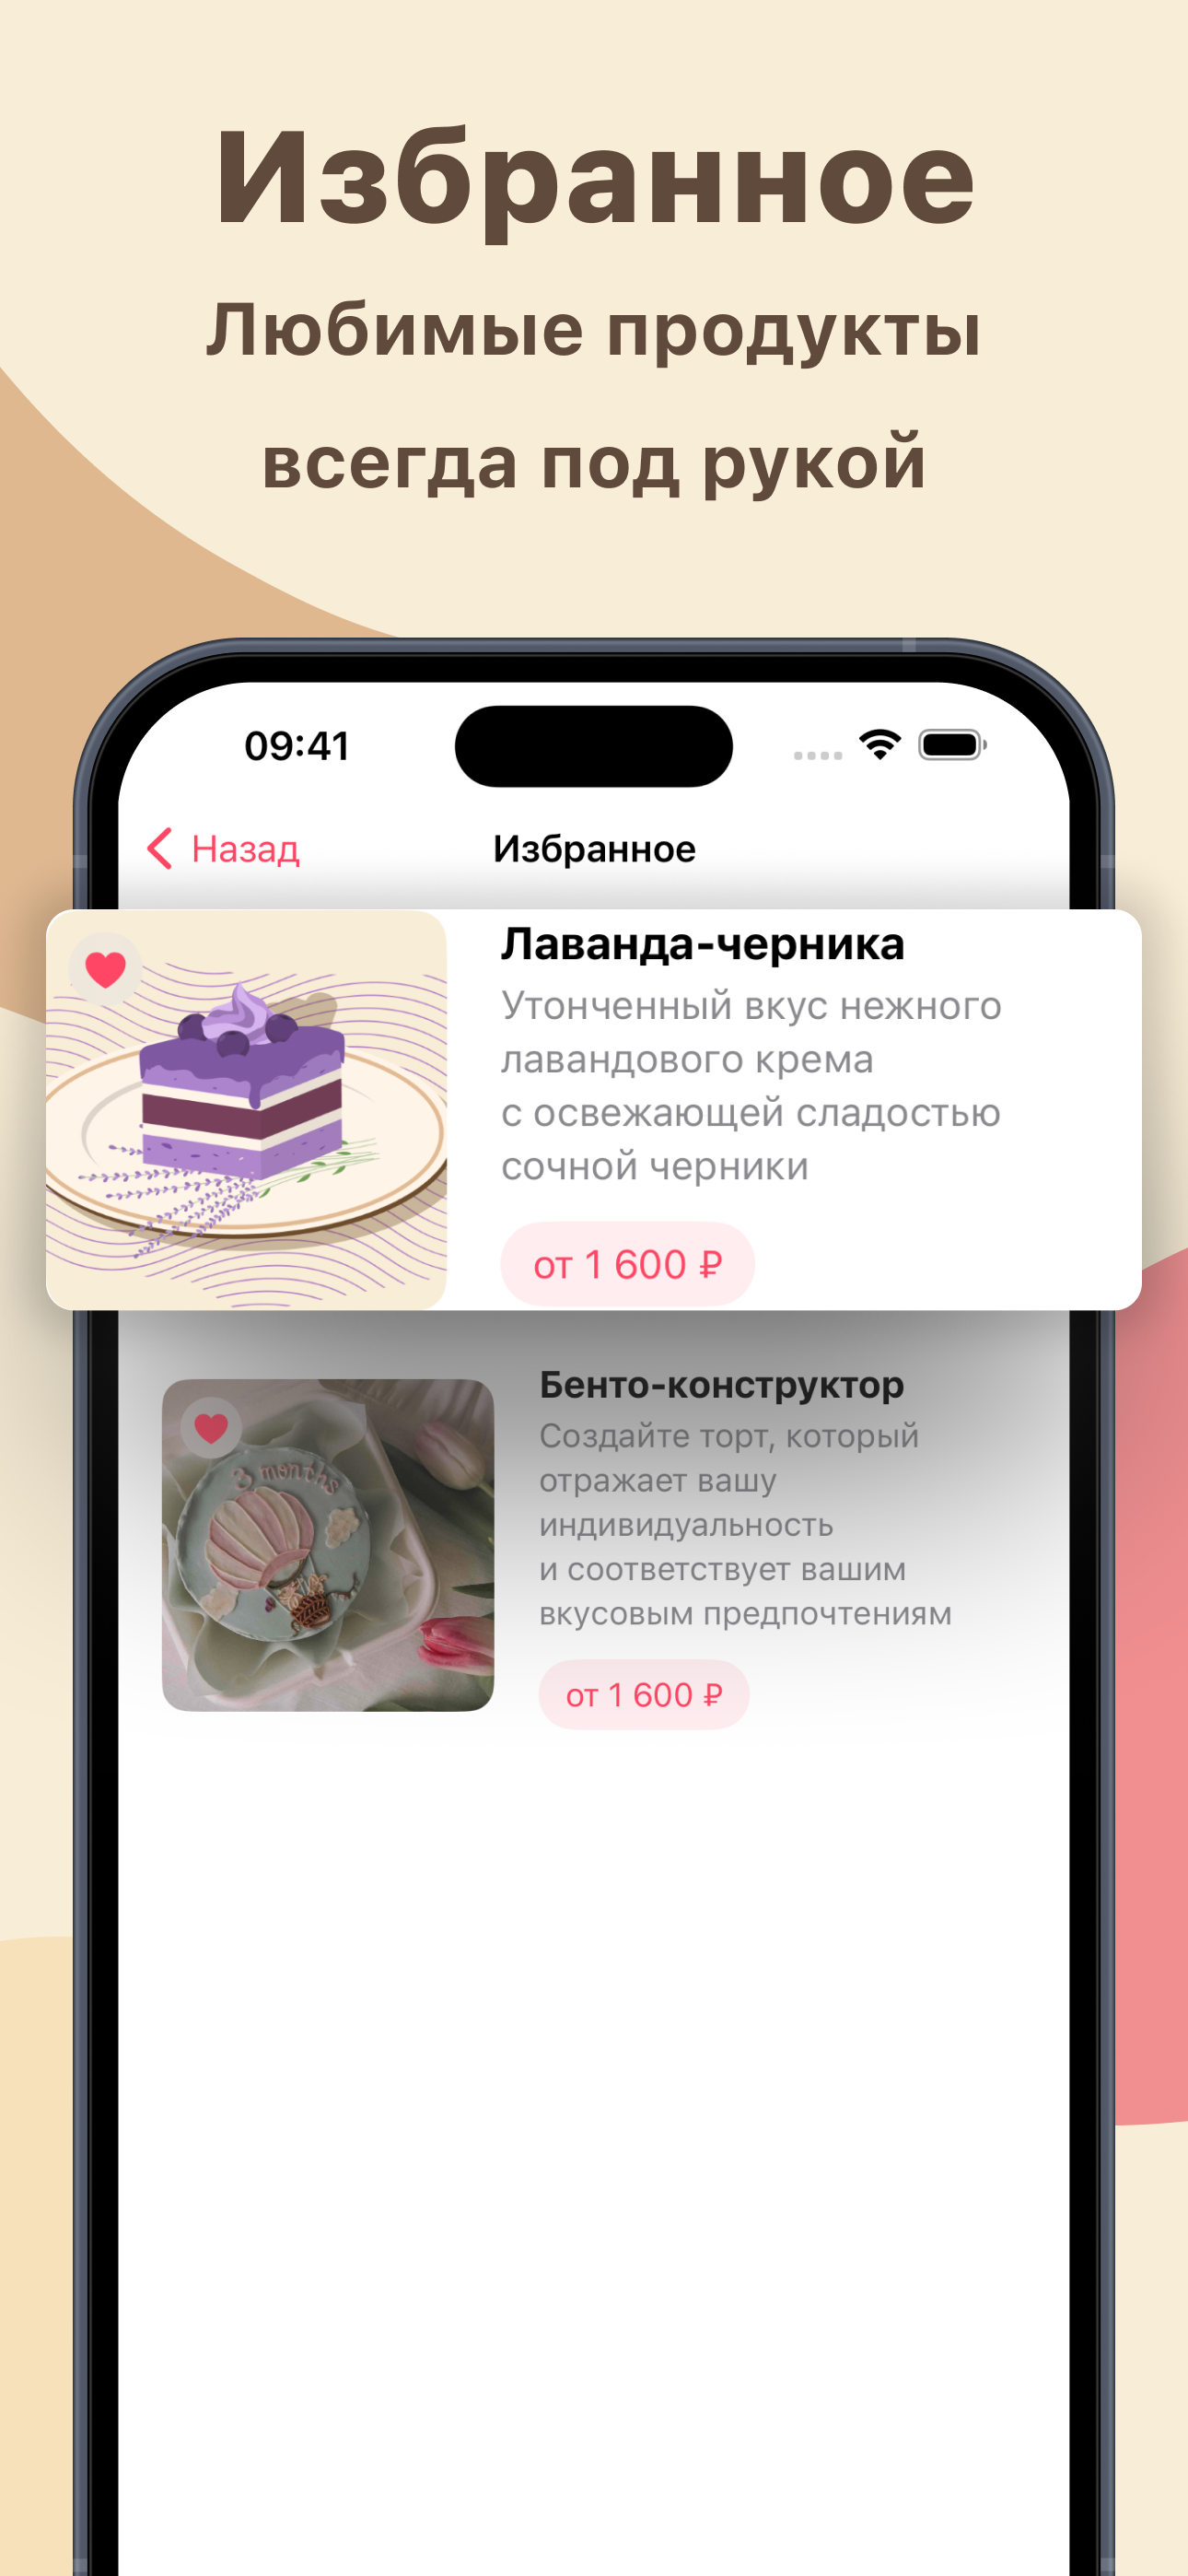 Избранное
Любимые продукты
всегда под рукой
09:41
Назад
Избранное
Лаванда-черника
Утонченный вкус нежного
лавандового крема
с освежающей сладостью
сочной черники
от 1 600 ₽
3 months
Бенто-конструктор
Создайте торт, который
отражает вашу
индивидуальность
и соответствует вашим
вкусовым предпочтениям
от 1 600 ₽